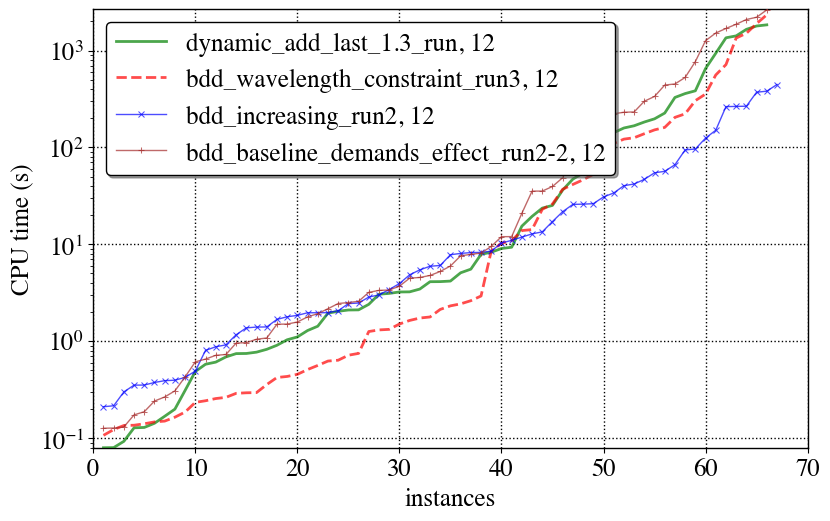 dynamic_add_last_1.3_run, 12
bdd_wavelength_constraint_run3, 12
bdd_increasing_run2, 12
bdd_baseline_demands_effect_run2-2, 12
CPU time (s)
10³
10²
10¹
10⁰
10⁻¹
0 10 20 30 40 50 60 70
instances